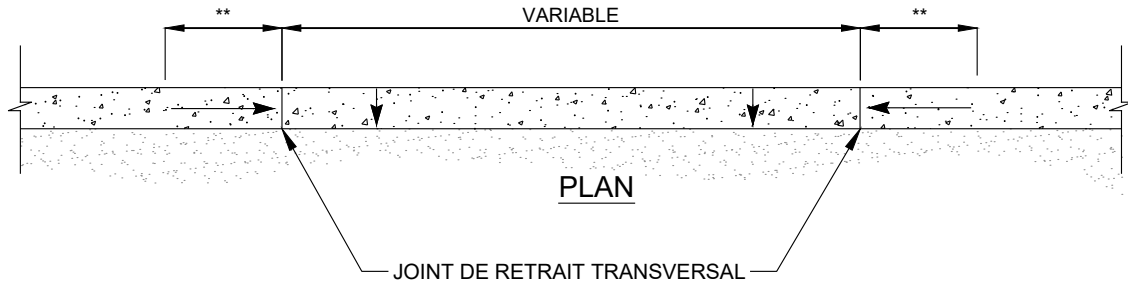 ** VARIABLE **
PLAN
JOINT DE RETRAIT TRANSVERSAL